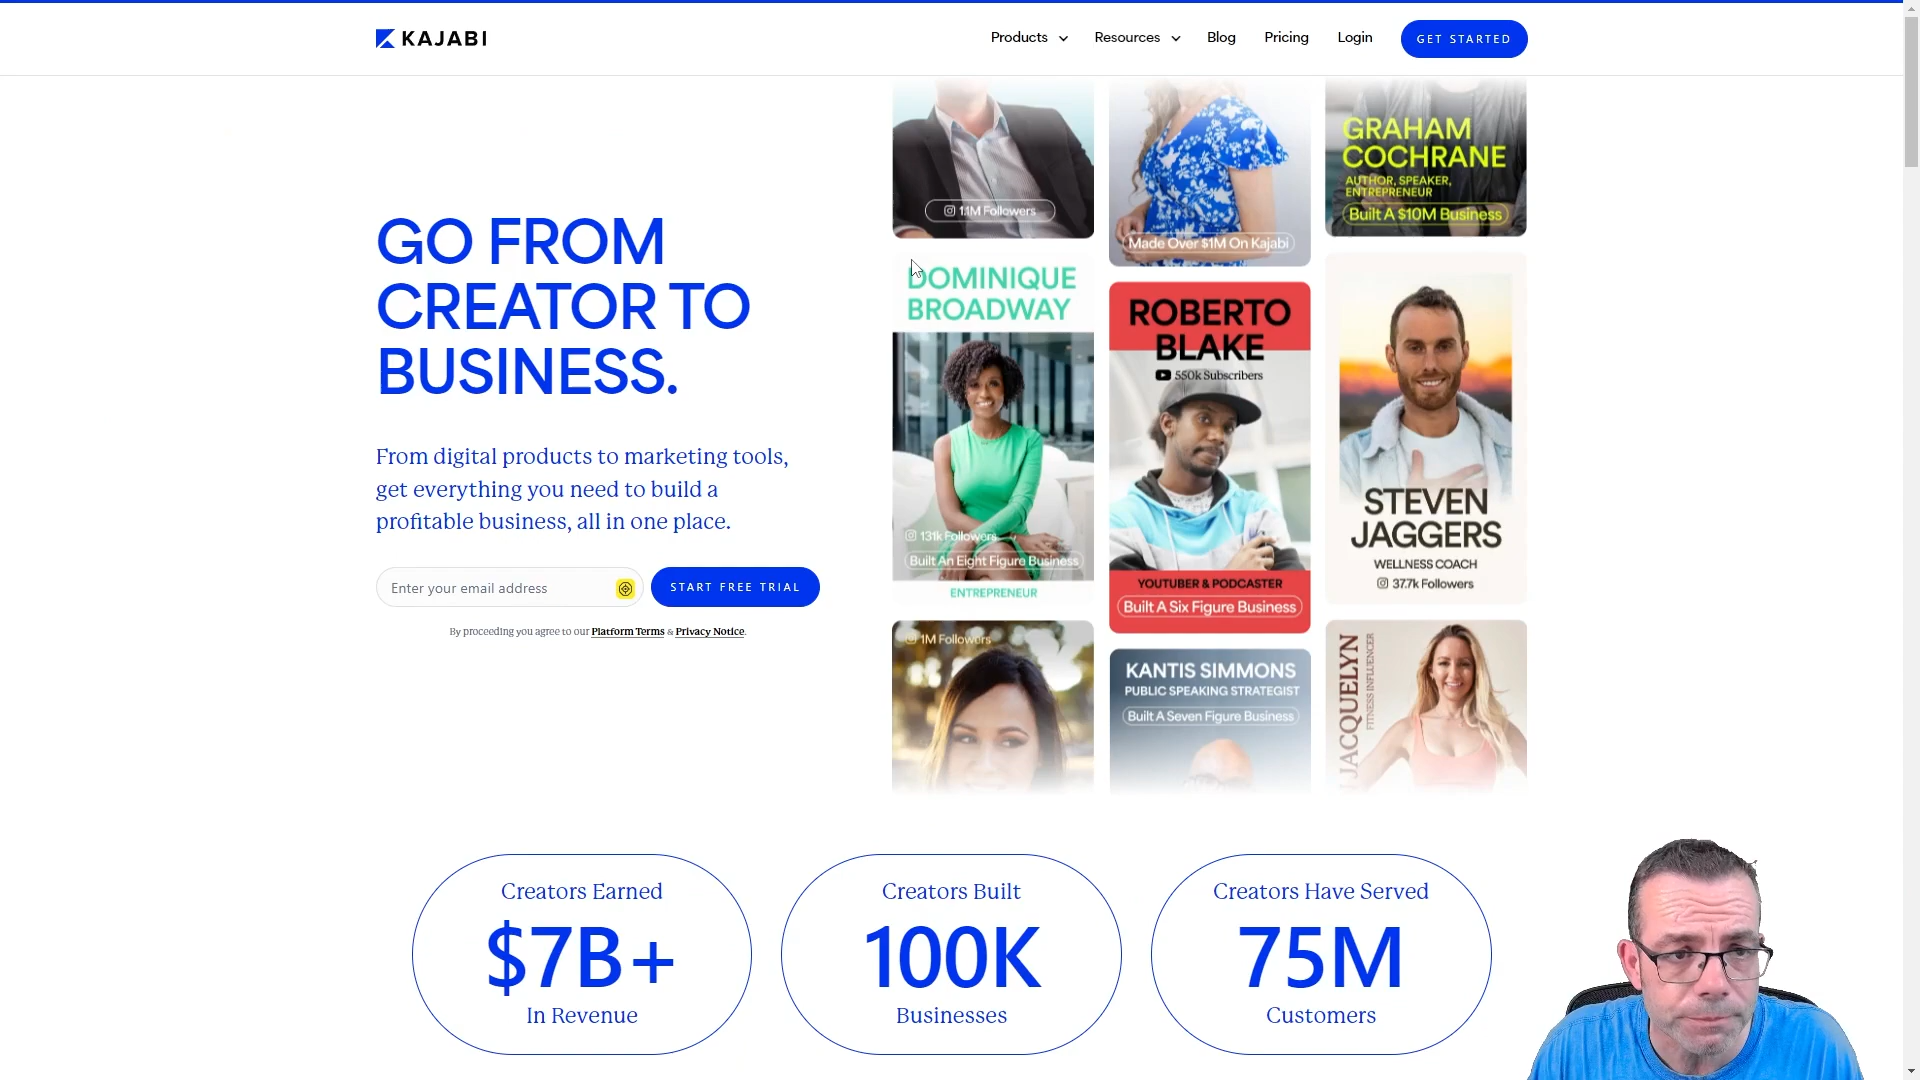 KAJABI
Products
Resources
Blog
Pricing
Login
GET STARTED
GO FROM
CREATOR TO
BUSINESS.
From digital products to marketing tools,
get everything you need to build a
profitable business, all in one place.
Enter your email address
START FREE TRIAL
By proceeding you agree to our Platform Terms & Privacy Notice.
1.1M Followers
DOMINIQUE
BROADWAY
131k Followers
Built An Eight Figure Business
ENTREPRENEUR
1M Followers
Made Over $1M On Kajabi
ROBERTO
BLAKE
550k Subscribers
YOUTUBER & PODCASTER
Built A Six Figure Business
KANTIS SIMMONS
PUBLIC SPEAKING STRATEGIST
Built A Seven Figure Business
GRAHAM
COCHRANE
AUTHOR, SPEAKER,
ENTREPRENEUR
Built A $10M Business
STEVEN
JAGGERS
WELLNESS COACH
37.7k Followers
JACQUELYN
FITNESS INFLUENCER
Creators Earned
$7B+
In Revenue
Creators Built
100K
Businesses
Creators Have Served
75M
Customers